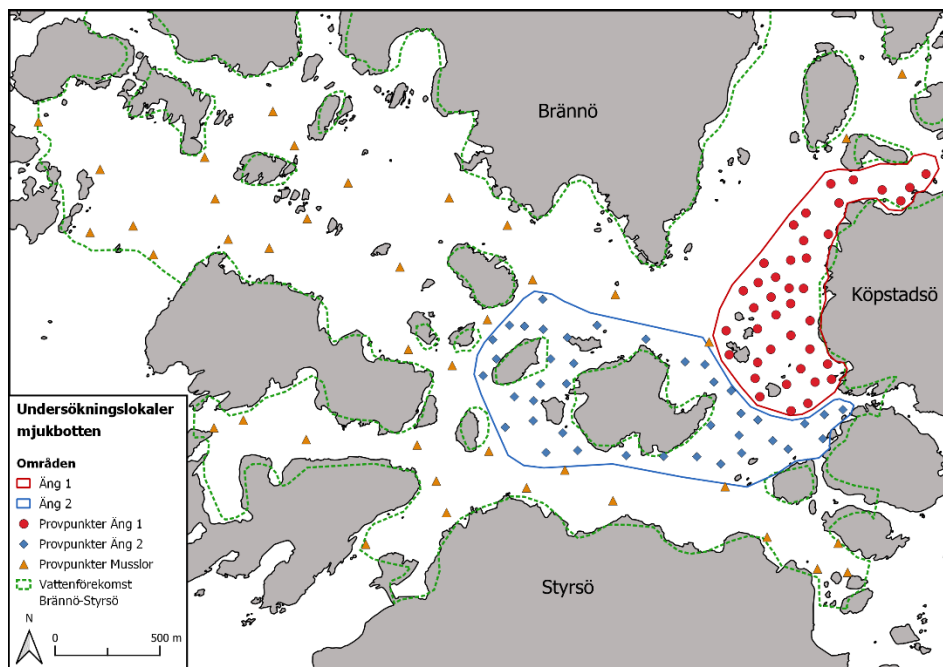 Brännö
Köpstadsö
Styrsö
Undersökningslokaler
mjukbotten
Områden
Äng 1
Äng 2
Provpunkter Äng 1
Provpunkter Äng 2
Provpunkter Musslor
Vattenförekomst
Brännö-Styrsö
N
0 500 m